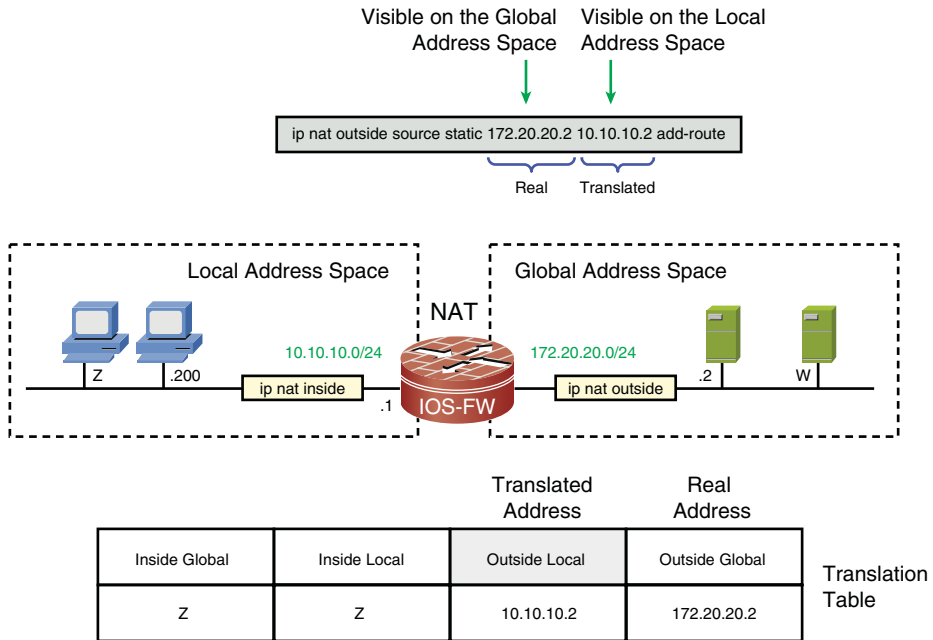 Visible on the Global
Address Space
Visible on the Local
Address Space
ip nat outside source static 172.20.20.2 10.10.10.2 add-route
Real
Translated
Local Address Space
Global Address Space
NAT
10.10.10.0/24
172.20.20.0/24
Z
.200
ip nat inside
.1
IOS-FW
ip nat outside
.2
W
Translated
Address
Real
Address
Inside Global
Inside Local
Outside Local
Outside Global
Z
Z
10.10.10.2
172.20.20.2
Translation
Table